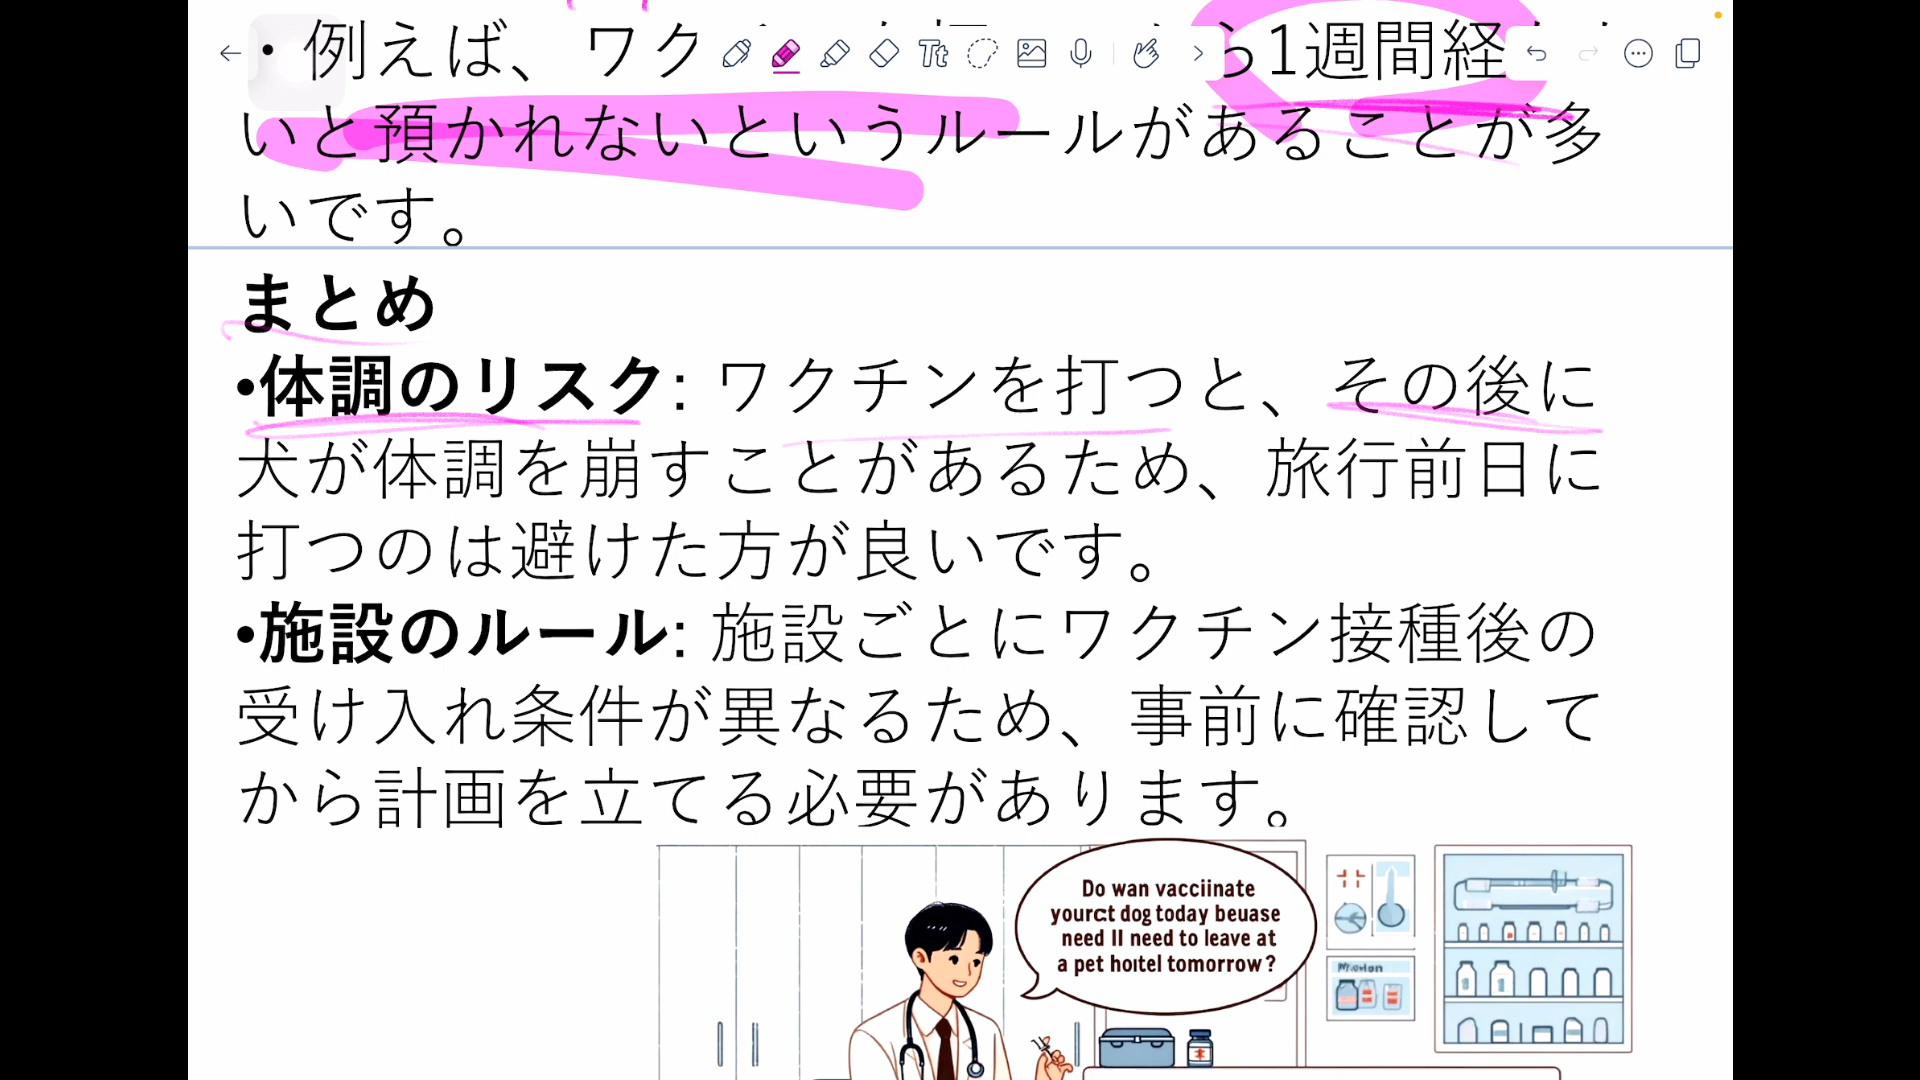 ・例えば、ワク ら1週間経
いと預かれないというルールがあることが多
いです。
まとめ
•体調のリスク: ワクチンを打つと、その後に
犬が体調を崩すことがあるため、旅行前日に
打つのは避けた方が良いです。
•施設のルール: 施設ごとにワクチン接種後の
受け入れ条件が異なるため、事前に確認して
から計画を立てる必要があります。
Do wan vacciinate
yourct dog today beuase
need II need to leave at
a pet hoıtel tomorrow?